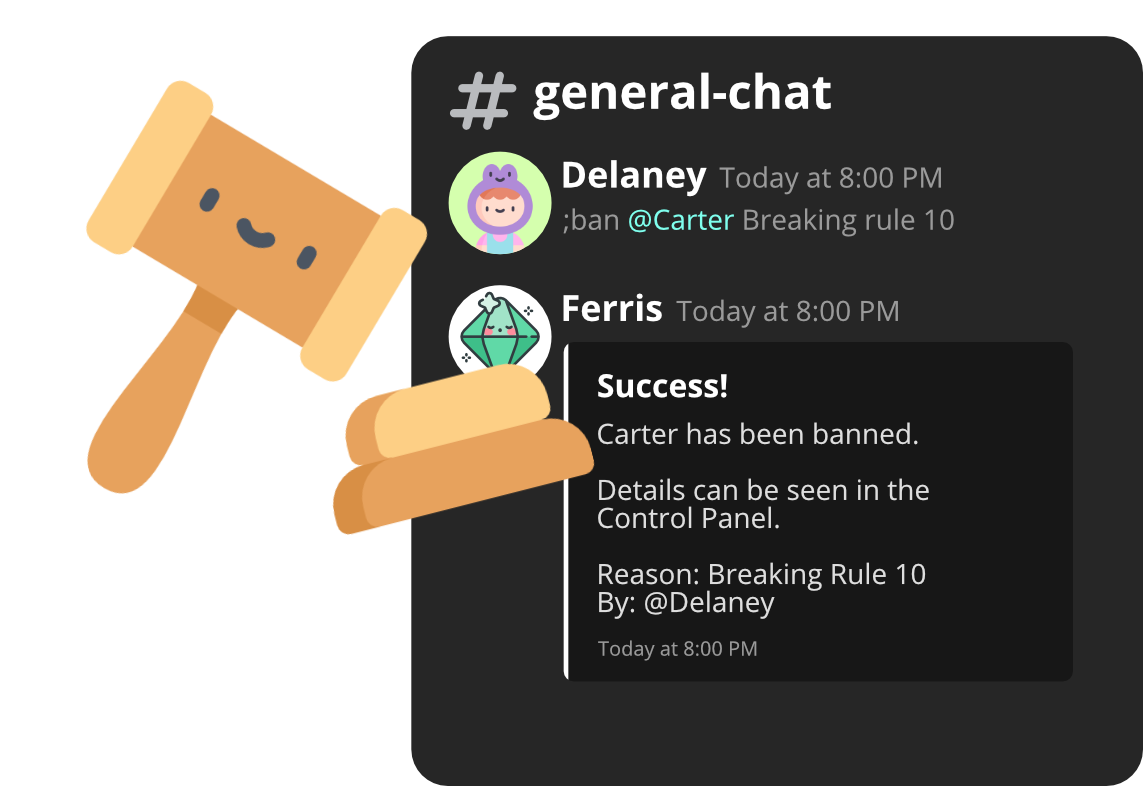 # general-chat
Delaney Today at 8:00 PM
;ban @Carter Breaking rule 10
Ferris Today at 8:00 PM
Success!
Carter has been banned.
Details can be seen in the
Control Panel.
Reason: Breaking Rule 10
By: @Delaney
Today at 8:00 PM